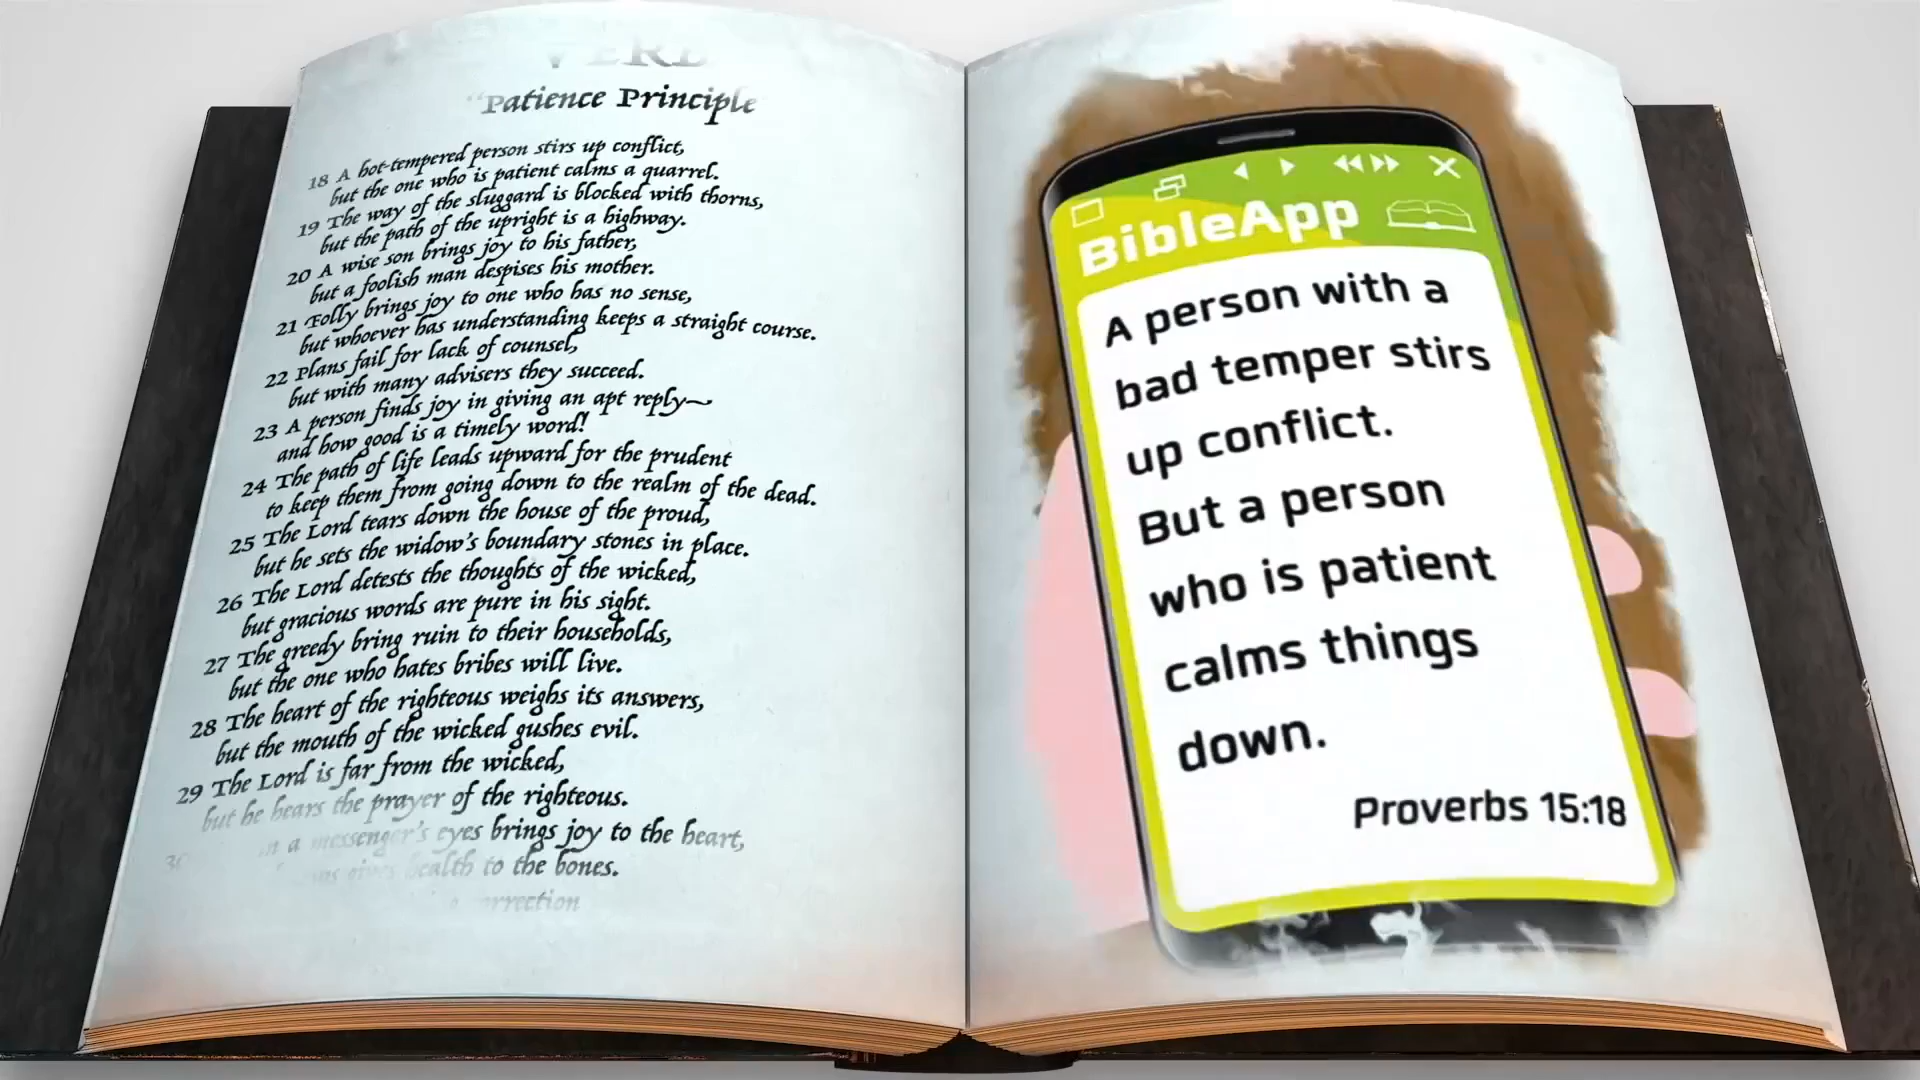 "Patience Principle
18 A hot-tempered person stirs up conflict,
but the one who is patient calms a quarrel.
19 The way of the sluggard is blocked with thorns,
but the path of the upright is a highway.
20 A wise son brings joy to his father,
but a foolish man despises his mother.
21 Folly brings joy to one who has no sense,
but whoever has understanding keeps a straight course.
22 Plans fail for lack of counsel,
but with many advisers they succeed.
23 A person finds joy in giving an apt reply—
and how good is a timely word!
24 The path of life leads upward for the prudent
to keep them from going down to the realm of the dead.
25 The Lord tears down the house of the proud,
but he sets the widow's boundary stones in place.
26 The Lord detests the thoughts of the wicked,
but gracious words are pure in his sight.
27 The greedy bring ruin to their households,
but the one who hates bribes will live.
28 The heart of the righteous weighs its answers,
but the mouth of the wicked gushes evil.
29 The Lord is far from the wicked,
but he hears the prayer of the righteous.
30 in a messenger's eyes brings joy to the heart,
gives health to the bones.
correction
BibleApp
A person with a
bad temper stirs
up conflict.
But a person
who is patient
calms things
down.
Proverbs 15:18